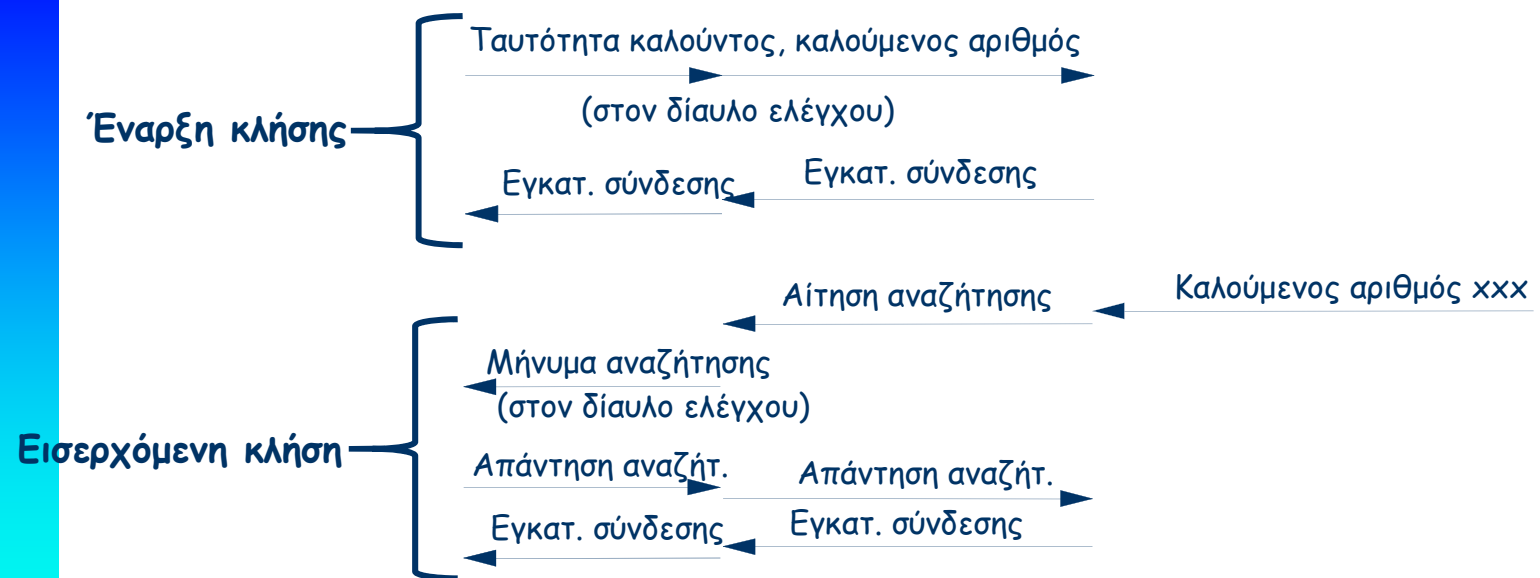 Ταυτότητα καλούντος, καλούμενος αριθμός
(στον δίαυλο ελέγχου)
Έναρξη κλήσης
Εγκατ. σύνδεσης
Εγκατ. σύνδεσης
Καλούμενος αριθμός xxx
Αίτηση αναζήτησης
Μήνυμα αναζήτησης
(στον δίαυλο ελέγχου)
Εισερχόμενη κλήση
Απάντηση αναζήτ.
Απάντηση αναζήτ.
Εγκατ. σύνδεσης
Εγκατ. σύνδεσης